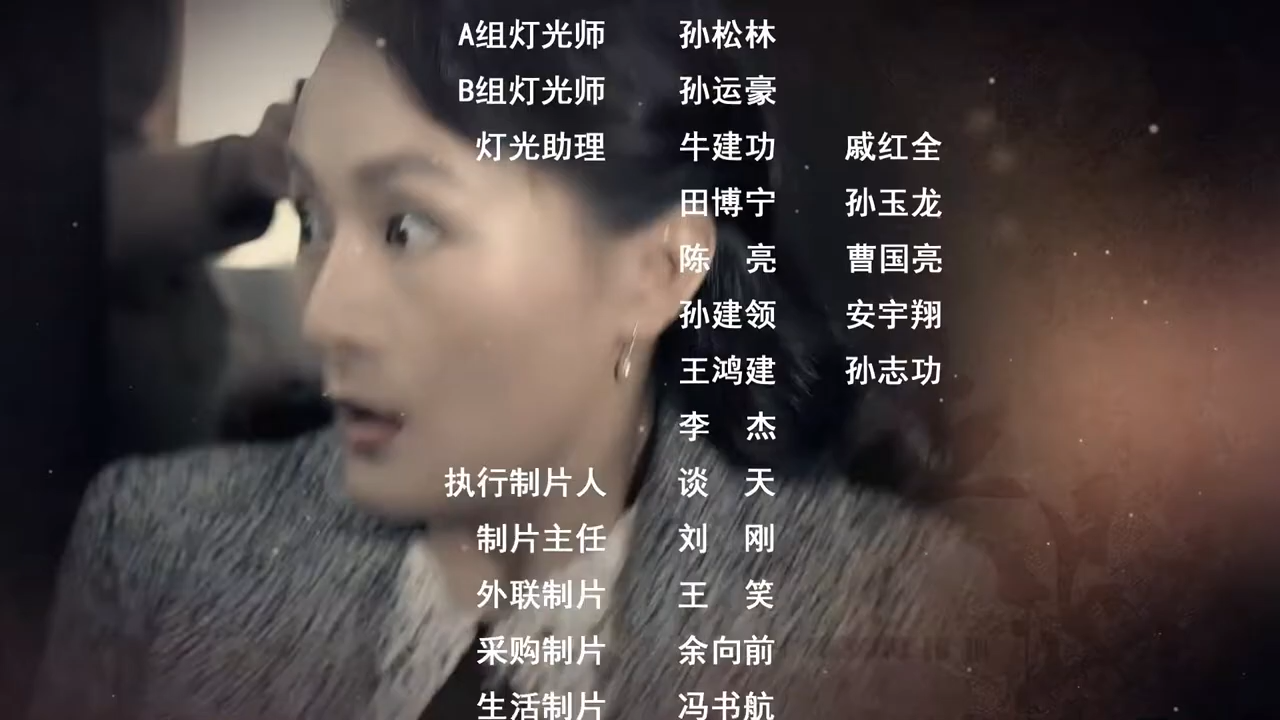 A组灯光师 孙松林
B组灯光师 孙运豪
灯光助理 牛建功 戚红全
田博宁 孙玉龙
陈 亮 曹国亮
孙建领 安宇翔
王鸿建 孙志功
李 杰
执行制片人 谈 天
制片主任 刘 刚
外联制片 王 笑
采购制片 余向前
生活制片 冯书航